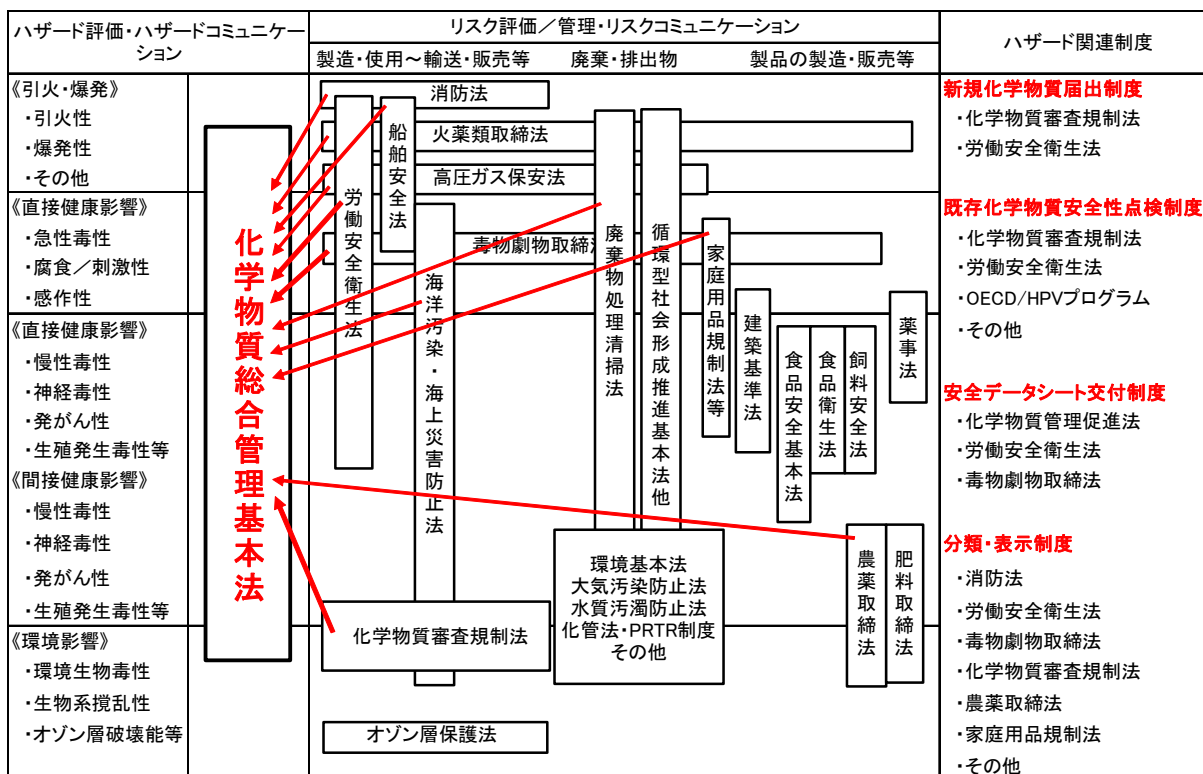 ハザード評価・ハザードコミュニケーション
リスク評価／管理・リスクコミュニケーション
製造・使用～輸送・販売等
廃棄・排出物
製品の製造・販売等
ハザード関連制度
《引火・爆発》
・引火性
・爆発性
・その他
《直接健康影響》
・急性毒性
・腐食／刺激性
・感作性
《直接健康影響》
・慢性毒性
・神経毒性
・発がん性
・生殖発生毒性等
《間接健康影響》
・慢性毒性
・神経毒性
・発がん性
・生殖発生毒性等
《環境影響》
・環境生物毒性
・生物系撹乱性
・オゾン層破壊能等
化学物質総合管理基本法
消防法
火薬類取締法
高圧ガス保安法
毒物劇物取締法
労働安全衛生法
船舶安全法
海洋汚染・海上災害防止法
廃棄物処理清掃法
循環型社会形成推進基本法他
家庭用品規制法等
建築基準法
食品安全基本法
食品衛生法
飼料安全法
薬事法
農薬取締法
肥料取締法
環境基本法
大気汚染防止法
水質汚濁防止法
化管法・PRTR制度
その他
化学物質審査規制法
オゾン層保護法
新規化学物質届出制度
・化学物質審査規制法
・労働安全衛生法
既存化学物質安全性点検制度
・化学物質審査規制法
・労働安全衛生法
・OECD/HPVプログラム
・その他
安全データシート交付制度
・化学物質管理促進法
・労働安全衛生法
・毒物劇物取締法
分類・表示制度
・消防法
・労働安全衛生法
・毒物劇物取締法
・化学物質審査規制法
・農薬取締法
・家庭用品規制法
・その他